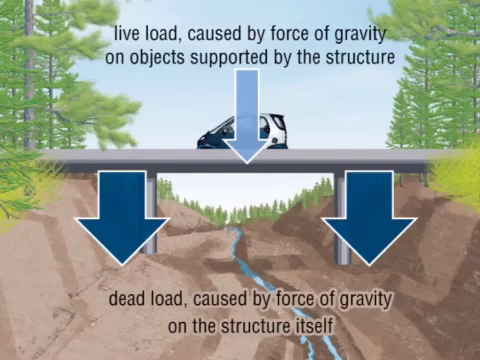 live load, caused by force of gravity
on objects supported by the structure
dead load, caused by force of gravity
on the structure itself